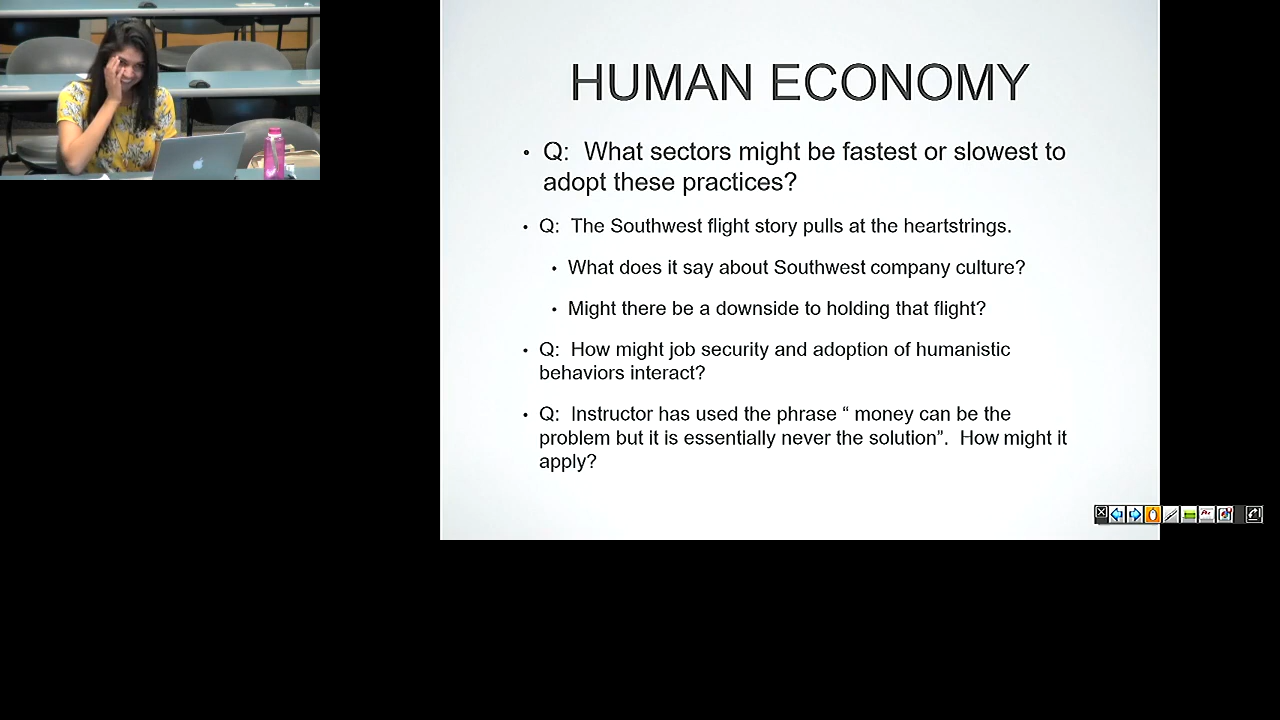 HUMAN ECONOMY
• Q:  What sectors might be fastest or slowest to
adopt these practices?
• Q:  The Southwest flight story pulls at the heartstrings.
• What does it say about Southwest company culture?
• Might there be a downside to holding that flight?
• Q:  How might job security and adoption of humanistic
behaviors interact?
• Q:  Instructor has used the phrase “ money can be the
problem but it is essentially never the solution”.  How might it
apply?